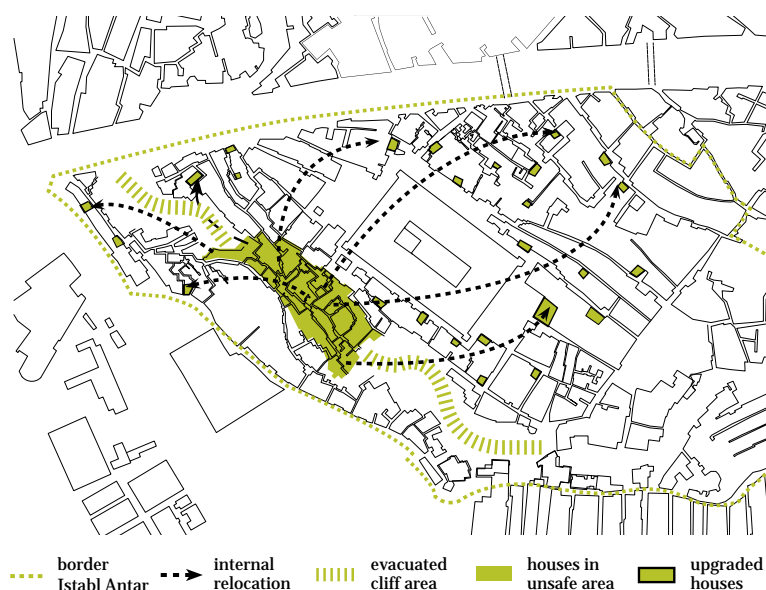 border
Istabl Antar
internal
relocation
evacuated
cliff area
houses in
unsafe area
upgraded
houses